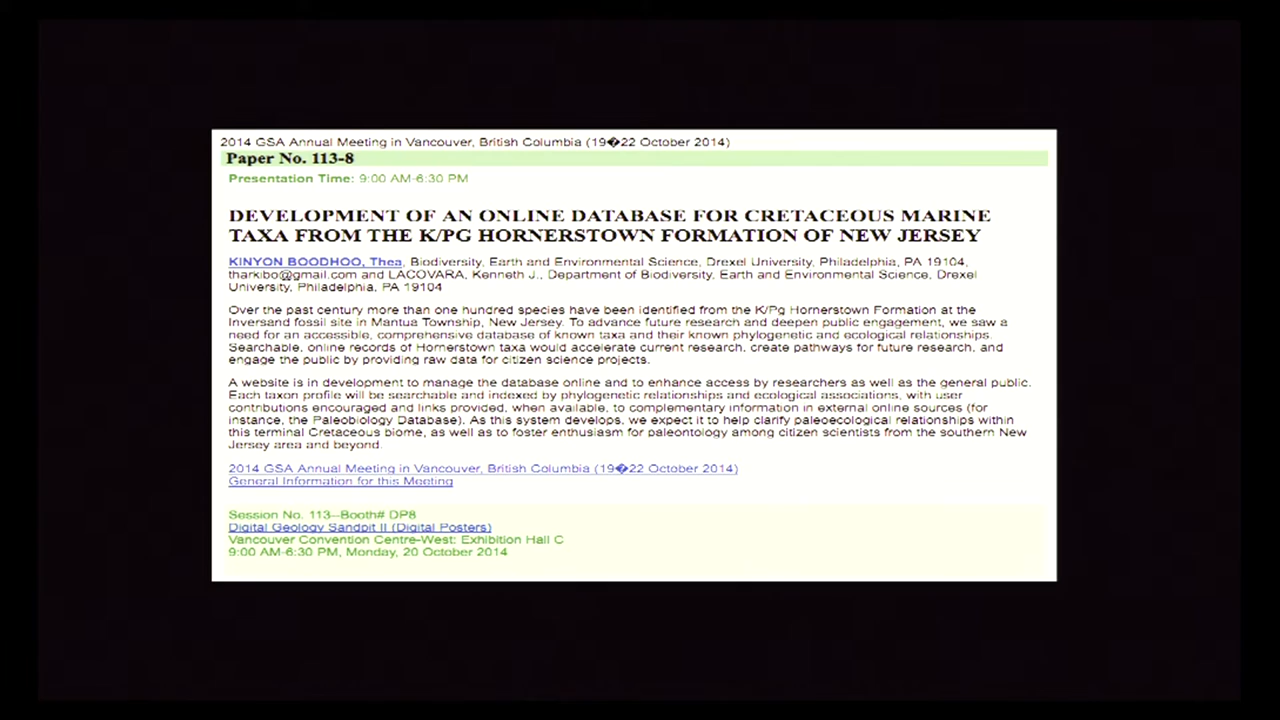 2014 GSA Annual Meeting in Vancouver, British Columbia (19�22 October 2014)
Paper No. 113-8
Presentation Time: 9:00 AM-6:30 PM
DEVELOPMENT OF AN ONLINE DATABASE FOR CRETACEOUS MARINE
TAXA FROM THE K/PG HORNERSTOWN FORMATION OF NEW JERSEY
KINYON BOODHOO, Thea, Biodiversity, Earth and Environmental Science, Drexel University, Philadelphia, PA 19104,
tharkibo@gmail.com and LACOVARA, Kenneth J., Department of Biodiversity, Earth and Environmental Science, Drexel
University, Philadelphia, PA 19104
Over the past century more than one hundred species have been identified from the K/Pg Hornerstown Formation at the
Inversand fossil site in Mantua Township, New Jersey. To advance future research and deepen public engagement, we saw a
need for an accessible, comprehensive database of known taxa and their known phylogenetic and ecological relationships.
Searchable, online records of Hornerstown taxa would accelerate current research, create pathways for future research, and
engage the public by providing raw data for citizen science projects.
A website is in development to manage the database online and to enhance access by researchers as well as the general public.
Each taxon profile will be searchable and indexed by phylogenetic relationships and ecological associations, with user
contributions encouraged and links provided, when available, to complementary information in external online sources (for
instance, the Paleobiology Database). As this system develops, we expect it to help clarify paleoecological relationships within
this terminal Cretaceous biome, as well as to foster enthusiasm for paleontology among citizen scientists from the southern New
Jersey area and beyond.
2014 GSA Annual Meeting in Vancouver, British Columbia (19�22 October 2014)
General Information for this Meeting
Session No. 113--Booth# DP8
Digital Geology Sandpit II (Digital Posters)
Vancouver Convention Centre-West: Exhibition Hall C
9:00 AM-6:30 PM, Monday, 20 October 2014